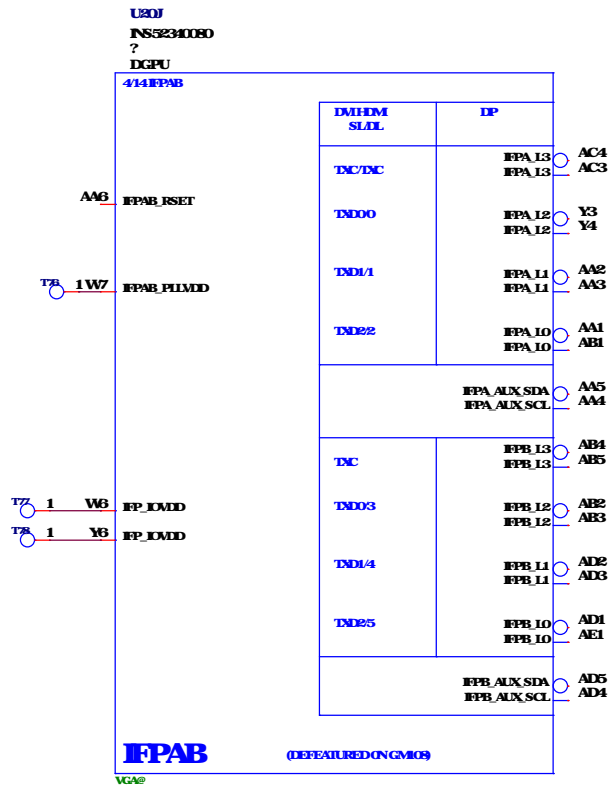 U20J
INS52340080
?
DGPU
4/14 IFPAB
DVI/HDMI DP
SL/DL
IFPA_L3 AC4
TXC/TXC IFPA_L3 AC3
AA6 IFPAB_RSET
TXD0/0 IFPA_L2 Y3
IFPA_L2 Y4
T76 1 W7 IFPAB_PLLVDD
TXD1/1 IFPA_L1 AA2
IFPA_L1 AA3
TXD2/2 IFPA_L0 AA1
IFPA_L0 AB1
IFPA_AUX_SDA AA5
IFPA_AUX_SCL AA4
IFPB_L3 AB4
TXC IFPB_L3 AB5
T77 1 W6 IFP_IOVDD
TXD0/3 IFPB_L2 AB2
IFPB_L2 AB3
T78 1 Y6 IFP_IOVDD
TXD1/4 IFPB_L1 AD2
IFPB_L1 AD3
TXD2/5 IFPB_L0 AD1
IFPB_L0 AE1
IFPB_AUX_SDA AD5
IFPB_AUX_SCL AD4
IFPAB (DEFEATURED ON GM108)
VGA@